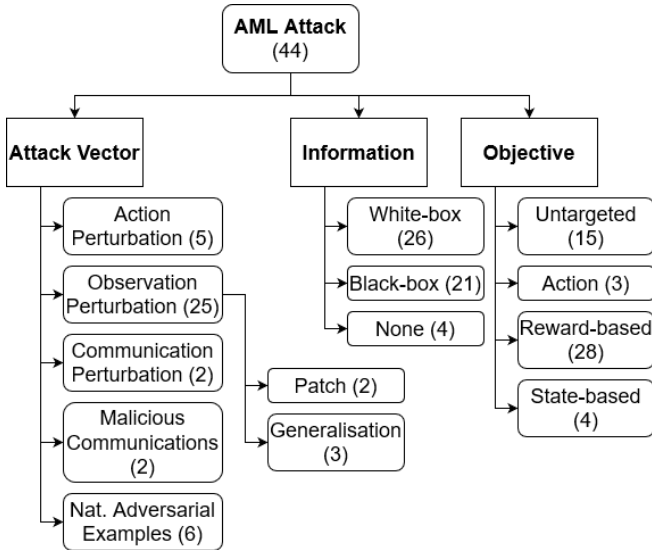 AML Attack
(44)
Attack Vector
Information
Objective
Action
Perturbation (5)
Observation
Perturbation (25)
Communication
Perturbation (2)
Malicious
Communications
(2)
Nat. Adversarial
Examples (6)
Patch (2)
Generalisation
(3)
White-box
(26)
Black-box (21)
None (4)
Untargeted
(15)
Action (3)
Reward-based
(28)
State-based
(4)